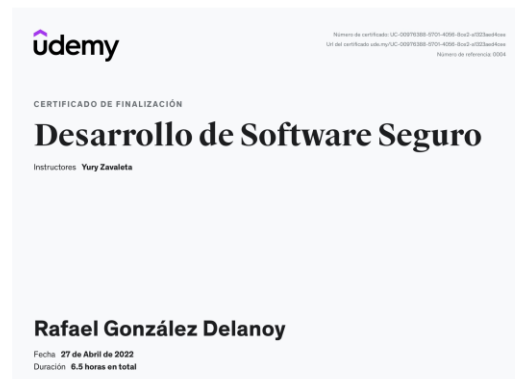 udemy
Número de certificado:
Url del certificado
Número de referencia: 0004
CERTIFICADO DE FINALIZACIÓN
Desarrollo de Software Seguro
Instructores Yury Zavaleta
Rafael González Delanoy
Fecha 27 de Abril de 2022
Duración 6.5 horas en total